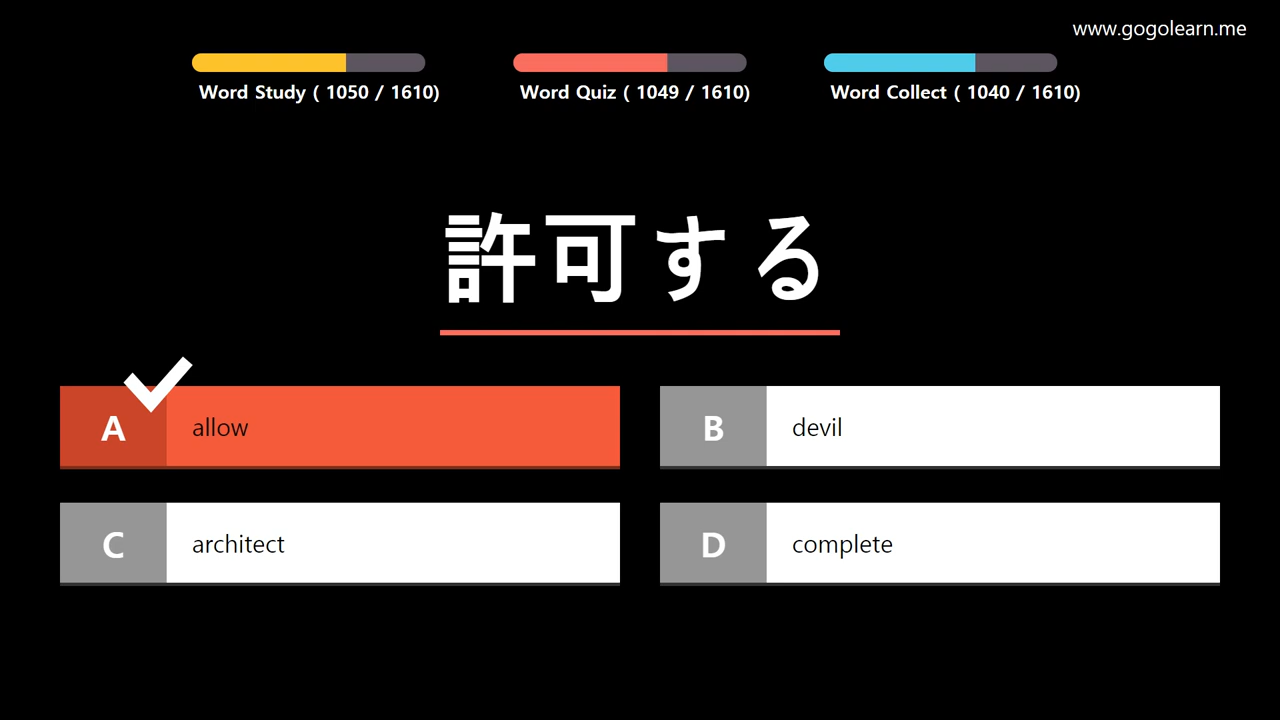 www.gogolearn.me
Word Study ( 1050 / 1610)
Word Quiz ( 1049 / 1610)
Word Collect ( 1040 / 1610)
許可する
A allow
B devil
C architect
D complete